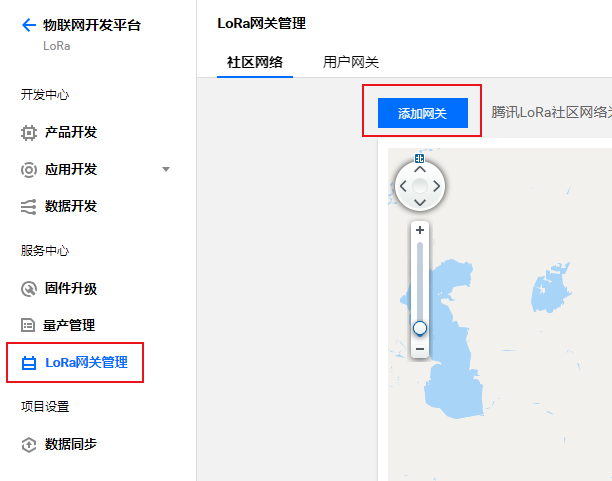 物联网开发平台
LoRa
开发中心
产品开发
应用开发
数据开发
服务中心
固件升级
量产管理
LoRa网关管理
项目设置
数据同步
LoRa网关管理
社区网络 用户网关
添加网关 腾讯LoRa社区网络
北